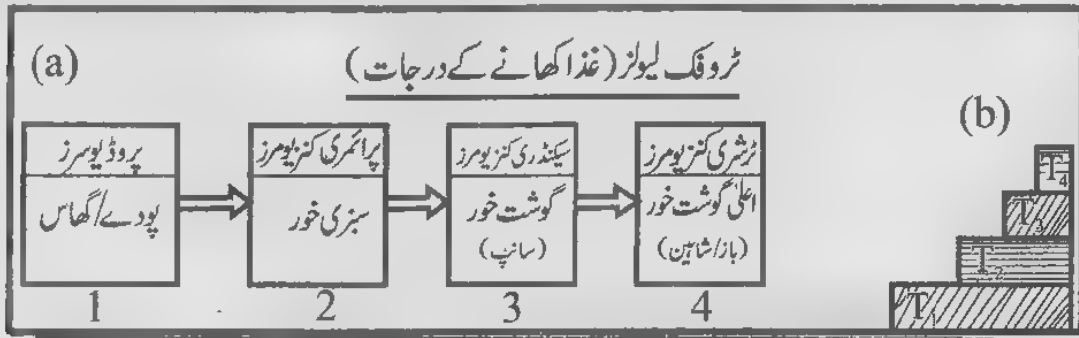 (a)
ٹروفک لیولز (غذا کھانے کے درجات)
(b)
پروڈیوسرز
پودے/گھاس
1
پرائمری کنزیومرز
سبزی خور
2
سیکنڈری کنزیومرز
گوشت خور
(سانپ)
3
ٹرشری کنزیومرز
اعلیٰ گوشت خور
(باز/شاہین)
4
T4
T3
T2
T1